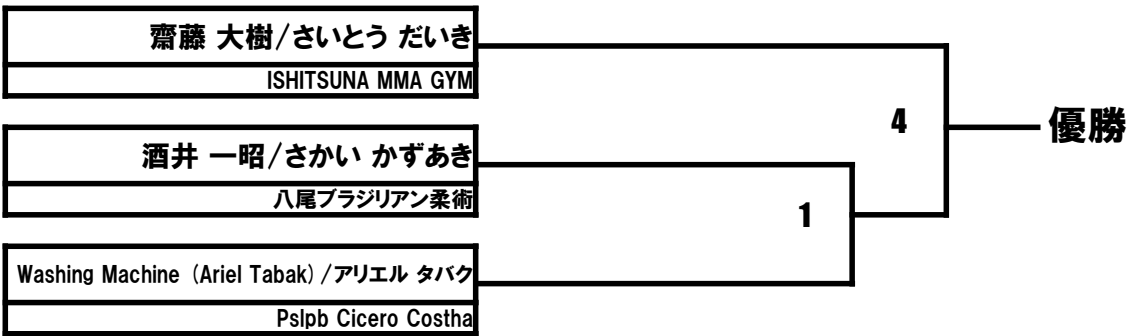 齋藤 大樹/さいとう だいき
ISHITSUNA MMA GYM
4
優勝
酒井 一昭/さかい かずあき
八尾ブラジリアン柔術
1
Washing Machine (Ariel Tabak)/アリエル タバク
Pslpb Cicero Costha